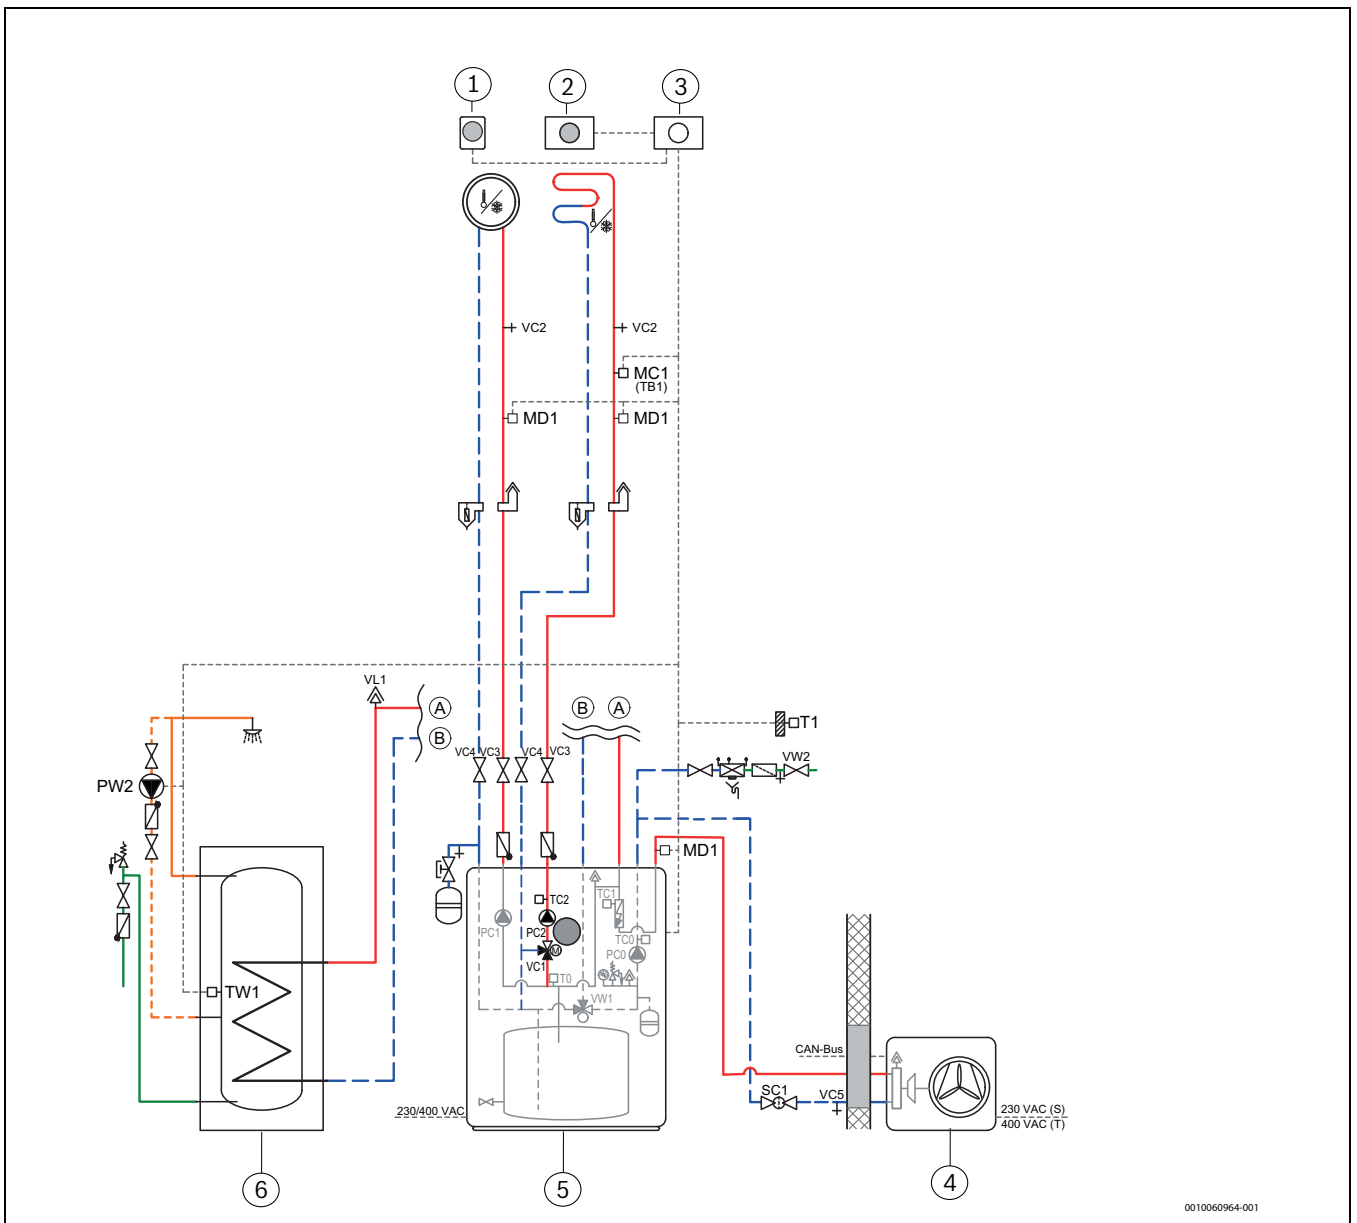 1
2
3
VC2
VC2
MC1
(TB1)
MD1
MD1
VL1
A
B
B
A
T1
VC4
VC3
VC4
VC3
VW2
PW2
MD1
TC2
TC1
PC1
PC2
TC0
PC0
M
VC1
T0
VW1
TW1
CAN-Bus
SC1
VC5
230/400 VAC
230 VAC (S)
400 VAC (T)
6
5
4
0010060964-001